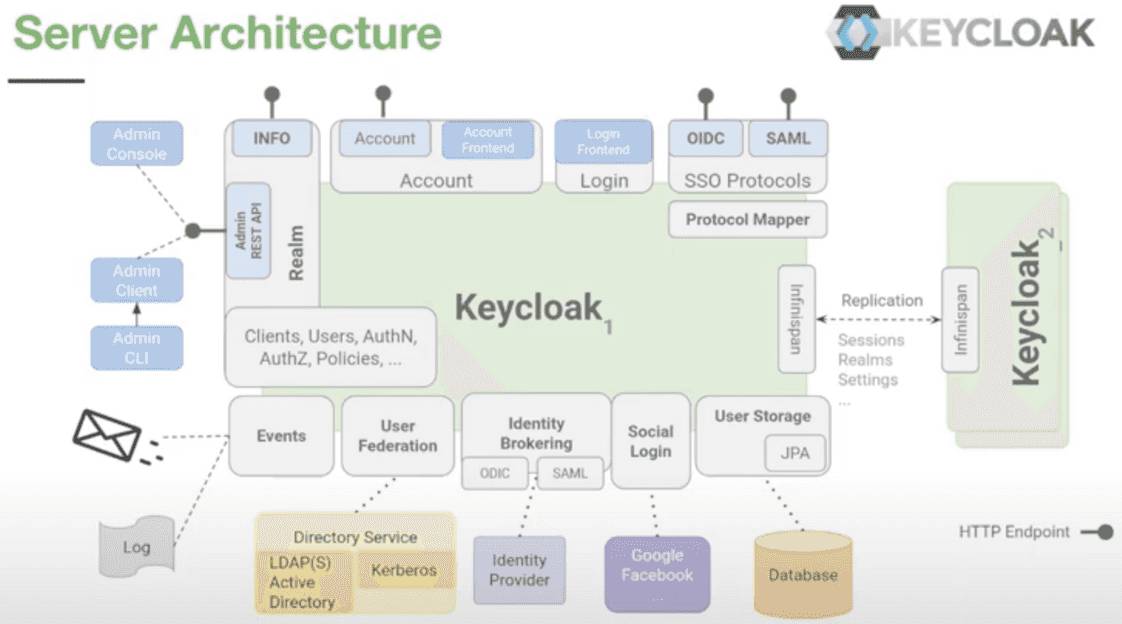 Server Architecture
KEYCLOAK
Admin
Console
INFO
Account
Account
Frontend
Account
Login
Frontend
Login
OIDC
SAML
SSO Protocols
Protocol Mapper
Admin
REST API
Realm
Admin
Client
Admin
CLI
Clients, Users, AuthN,
AuthZ, Policies, ...
Keycloak
1
Infinispan
Replication
Sessions
Realms
Settings
...
Infinispan
Keycloak
2
Events
User
Federation
Identity
Brokering
ODIC
SAML
Social
Login
User Storage
JPA
Log
Directory Service
LDAP(S)
Active
Directory
Kerberos
Identity
Provider
Google
Facebook
...
Database
HTTP Endpoint